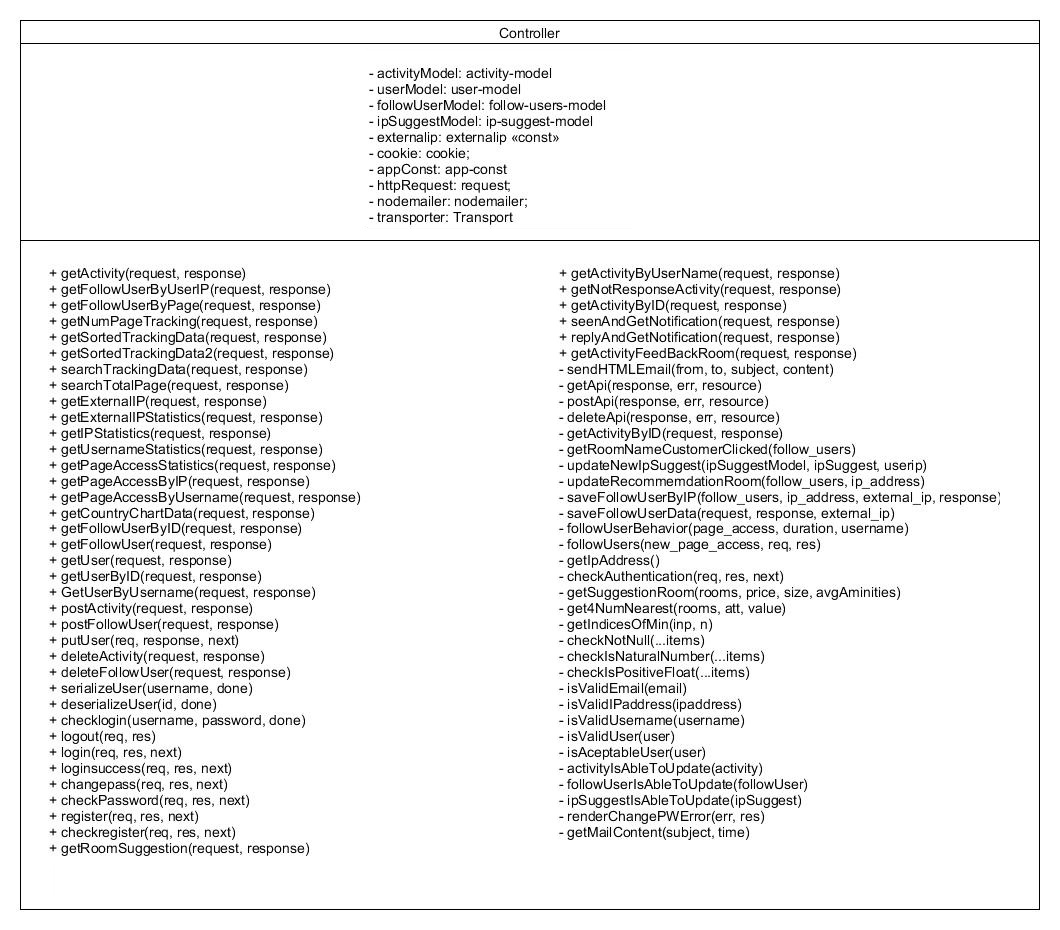 Controller
- activityModel: activity-model
- userModel: user-model
- followUserModel: follow-users-model
- ipSuggestModel: ip-suggest-model
- externalip: externalip «const»
- cookie: cookie;
- appConst: app-const
- httpRequest: request;
- nodemailer: nodemailer;
- transporter: Transport
+ getActivity(request, response)
+ getFollowUserByUserIP(request, response)
+ getFollowUserByPage(request, response)
+ getNumPageTracking(request, response)
+ getSortedTrackingData(request, response)
+ getSortedTrackingData2(request, response)
+ searchTrackingData(request, response)
+ searchTotalPage(request, response)
+ getExternalIP(request, response)
+ getExternalIPStatistics(request, response)
+ getIPStatistics(request, response)
+ getUsernameStatistics(request, response)
+ getPageAccessStatistics(request, response)
+ getPageAccessByIP(request, response)
+ getPageAccessByUsername(request, response)
+ getCountryChartData(request, response)
+ getFollowUserByID(request, response)
+ getFollowUser(request, response)
+ getUser(request, response)
+ getUserByID(request, response)
+ GetUserByUsername(request, response)
+ postActivity(request, response)
+ postFollowUser(request, response)
+ putUser(req, response, next)
+ deleteActivity(request, response)
+ deleteFollowUser(request, response)
+ serializeUser(username, done)
+ deserializeUser(id, done)
+ checklogin(username, password, done)
+ logout(req, res)
+ login(req, res, next)
+ loginsuccess(req, res, next)
+ changepass(req, res, next)
+ checkPassword(req, res, next)
+ register(req, res, next)
+ checkregister(req, res, next)
+ getRoomSuggestion(request, response)
+ getActivityByUserName(request, response)
+ getNotResponseActivity(request, response)
+ getActivityByID(request, response)
+ seenAndGetNotification(request, response)
+ replyAndGetNotification(request, response)
+ getActivityFeedBackRoom(request, response)
- sendHTMLEmail(from, to, subject, content)
- getApi(response, err, resource)
- postApi(response, err, resource)
- deleteApi(response, err, resource)
- getActivityByID(request, response)
- getRoomNameCustomerClicked(follow_users)
- updateNewIpSuggest(ipSuggestModel, ipSuggest, userip)
- updateRecommemdationRoom(follow_users, ip_address)
- saveFollowUserByIP(follow_users, ip_address, external_ip, response)
- saveFollowUserData(request, response, external_ip)
- followUserBehavior(page_access, duration, username)
- followUsers(new_page_access, req, res)
- getIpAddress()
- checkAuthentication(req, res, next)
- getSuggestionRoom(rooms, price, size, avgAminities)
- get4NumNearest(rooms, att, value)
- getIndicesOfMin(inp, n)
- checkNotNull(...items)
- checkIsNaturalNumber(...items)
- checkIsPositiveFloat(...items)
- isValidEmail(email)
- isValidIPaddress(ipaddress)
- isValidUsername(username)
- isValidUser(user)
- isAceptableUser(user)
- activityIsAbleToUpdate(activity)
- followUserIsAbleToUpdate(followUser)
- ipSuggestIsAbleToUpdate(ipSuggest)
- renderChangePWError(err, res)
- getMailContent(subject, time)